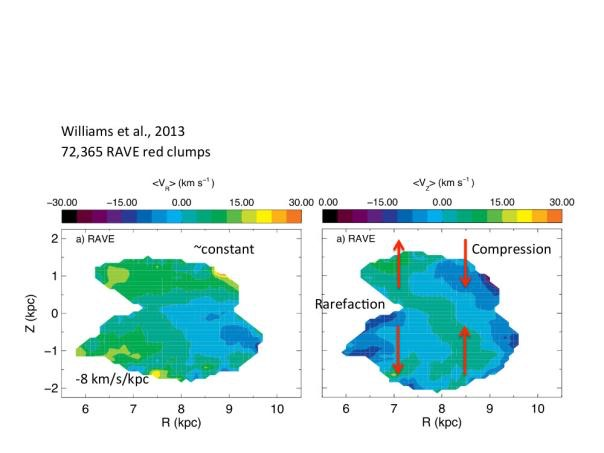 Williams et al., 2013
72,365 RAVE red clumps
<V_R> (km s⁻¹)
−30.00 −15.00 0.00 15.00 30.00
a) RAVE
~constant
-8 km/s/kpc
Z (kpc)
2
1
0
−1
−2
6 7 8 9 10
R (kpc)
<V_Z> (km s⁻¹)
0.00 −15.00 0.00 15.00 30.00
a) RAVE
Compression
Rarefaction
6 7 8 9 10
R (kpc)